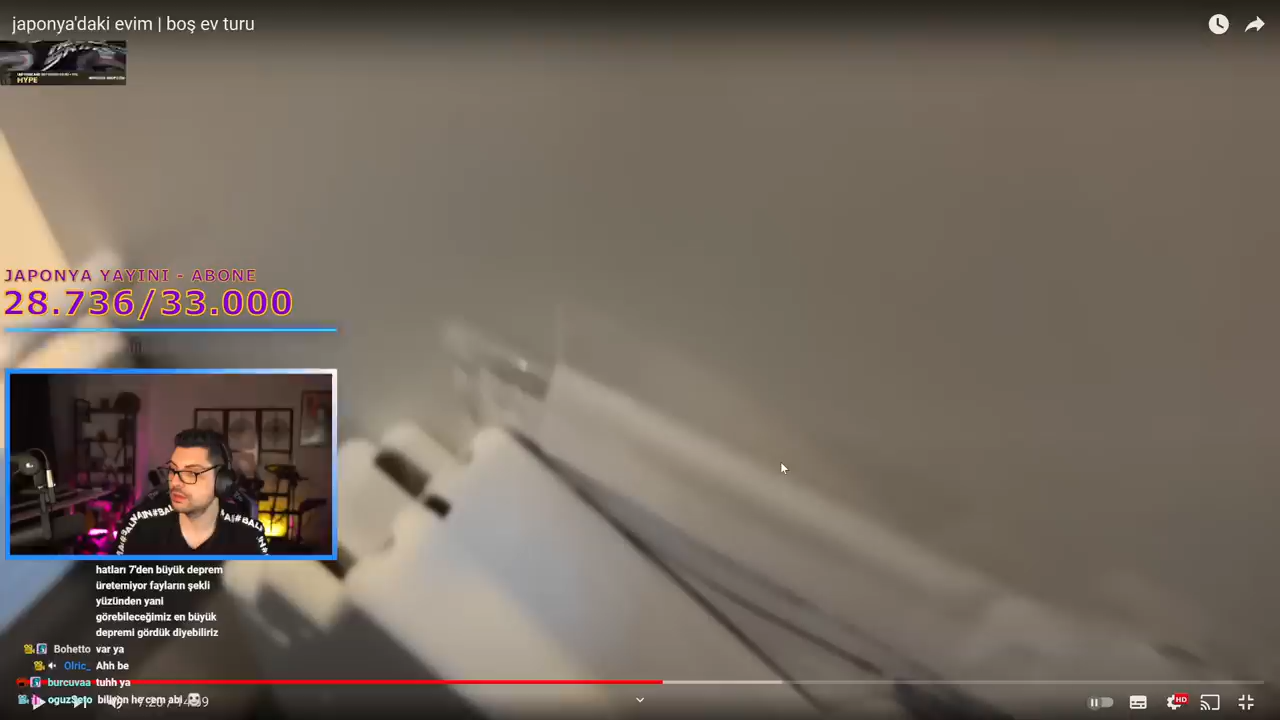 japonya'daki evim | boş ev turu
HYPE
JAPONYA YAYINI - ABONE
28.736/33.000
hatları 7'den büyük deprem
üretemiyor fayların şekli
yüzünden yani
görebileceğimiz en büyük
depremi gördük diyebiliriz
Bohetto var ya
Olric_ Ahh be
burcuvaa tuhh ya
abi
HD